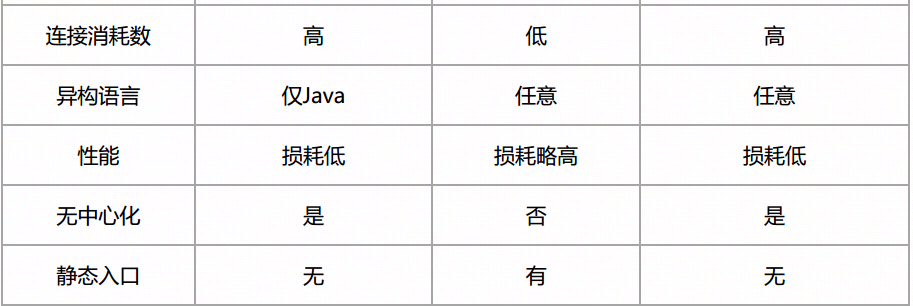 连接消耗数 高 低 高
异构语言 仅Java 任意 任意
性能 损耗低 损耗略高 损耗低
无中心化 是 否 是
静态入口 无 有 无